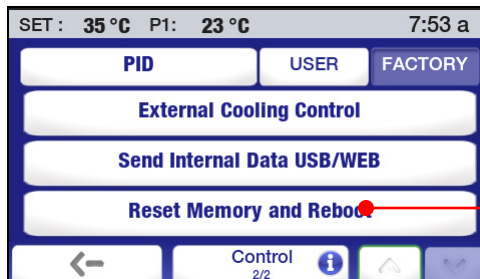 SET : 35 °C P1: 23 °C 7:53 a
PID USER FACTORY
External Cooling Control
Send Internal Data USB/WEB
Reset Memory and Reboot
Control
2/2